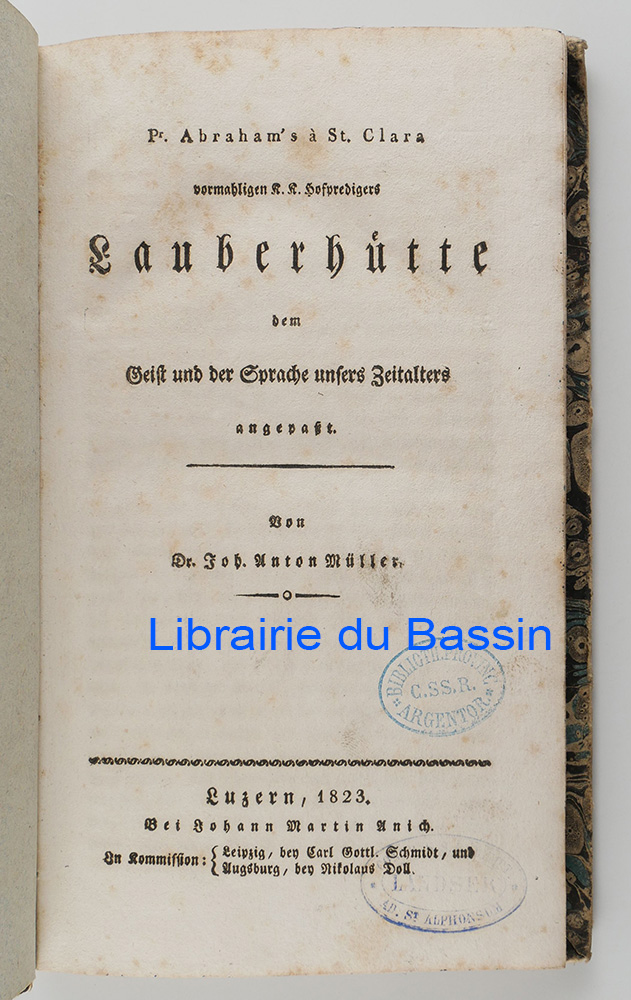 Pr. Abraham's à St. Clara
vormahligen K. K. Hofpredigers
Lauberhütte
dem
Geist und der Sprache unsers Zeitalters
angepaßt.
Von
Dr. Joh. Anton Müller.
Librairie du Bassin
C. SS. R.
ARGENTOR
Luzern, 1823.
Bei Johann Martin Anich.
In Kommission: { Leipzig, bey Carl Gottl. Schmidt, und
Augsburg, bey Nikolaus Doll.
LANDSER
AD. ST ALPHONSUM